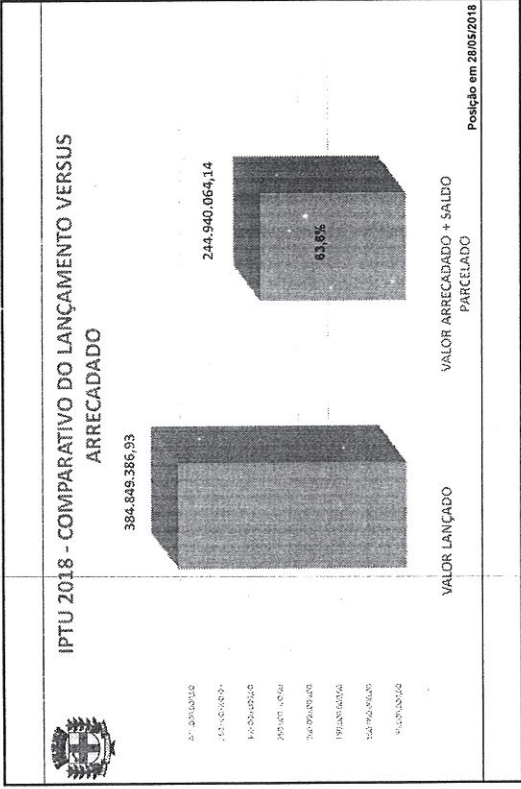 IPTU 2018 - COMPARATIVO DO LANÇAMENTO VERSUS
ARRECADADO
384.849.386,93
244.940.064,14
63,6%
VALOR LANÇADO
VALOR ARRECADADO + SALDO
PARCELADO
Posição em 28/05/2018